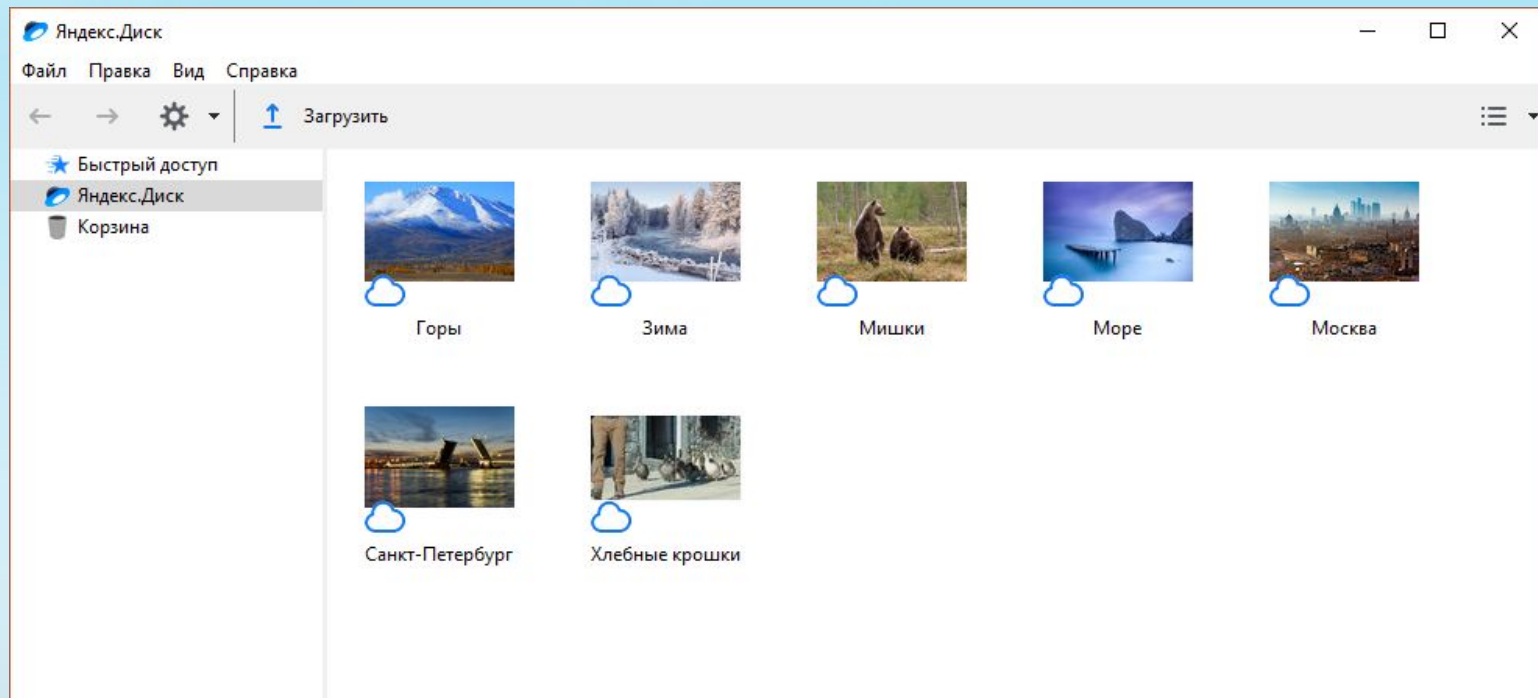 Яндекс.Диск
Файл Правка Вид Справка
Загрузить
Быстрый доступ
Яндекс.Диск
Корзина
Горы Зима Мишки Море Москва
Санкт-Петербург Хлебные крошки